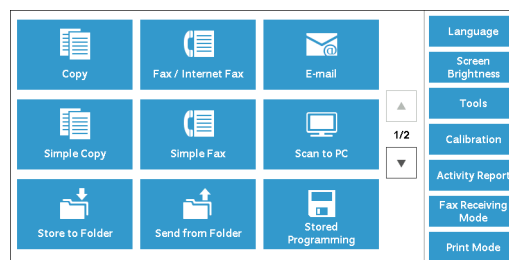 Copy
Fax / Internet Fax
E-mail
Simple Copy
Simple Fax
Scan to PC
Store to Folder
Send from Folder
Stored
Programming
1/2
Language
Screen
Brightness
Tools
Calibration
Activity Report
Fax Receiving
Mode
Print Mode